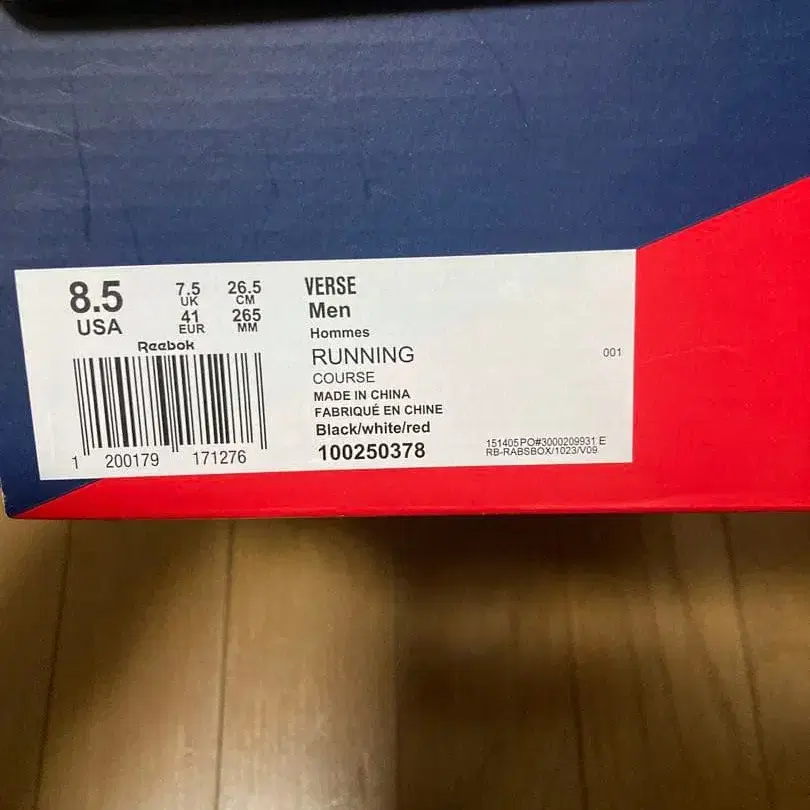 8.5
USA
7.5
UK
41
EUR
26.5
CM
265
MM
Reebok
1 200179 171276
VERSE
Men
Hommes
RUNNING
COURSE
MADE IN CHINA
FABRIQUÉ EN CHINE
Black/white/red
100250378
001
151405PO#3000209931 E
RB-RABSBOX/1023/V09